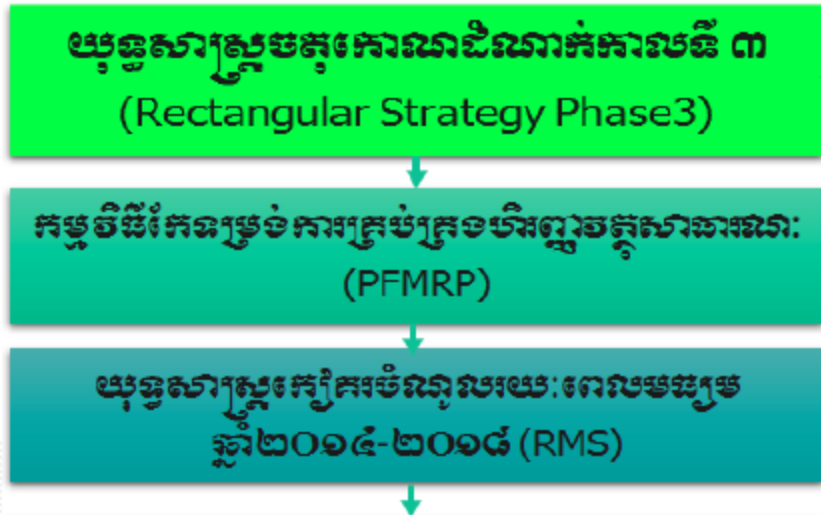 យុទ្ធសាស្ត្រចតុកោណដំណាក់កាលទី ៣
(Rectangular Strategy Phase3)
កម្មវិធីកែទម្រង់ការគ្រប់គ្រងហិរញ្ញវត្ថុសាធារណៈ
(PFMRP)
យុទ្ធសាស្ត្រកៀគរចំណូលរយៈពេលមធ្យម
ឆ្នាំ២០១៤-២០១៨ (RMS)